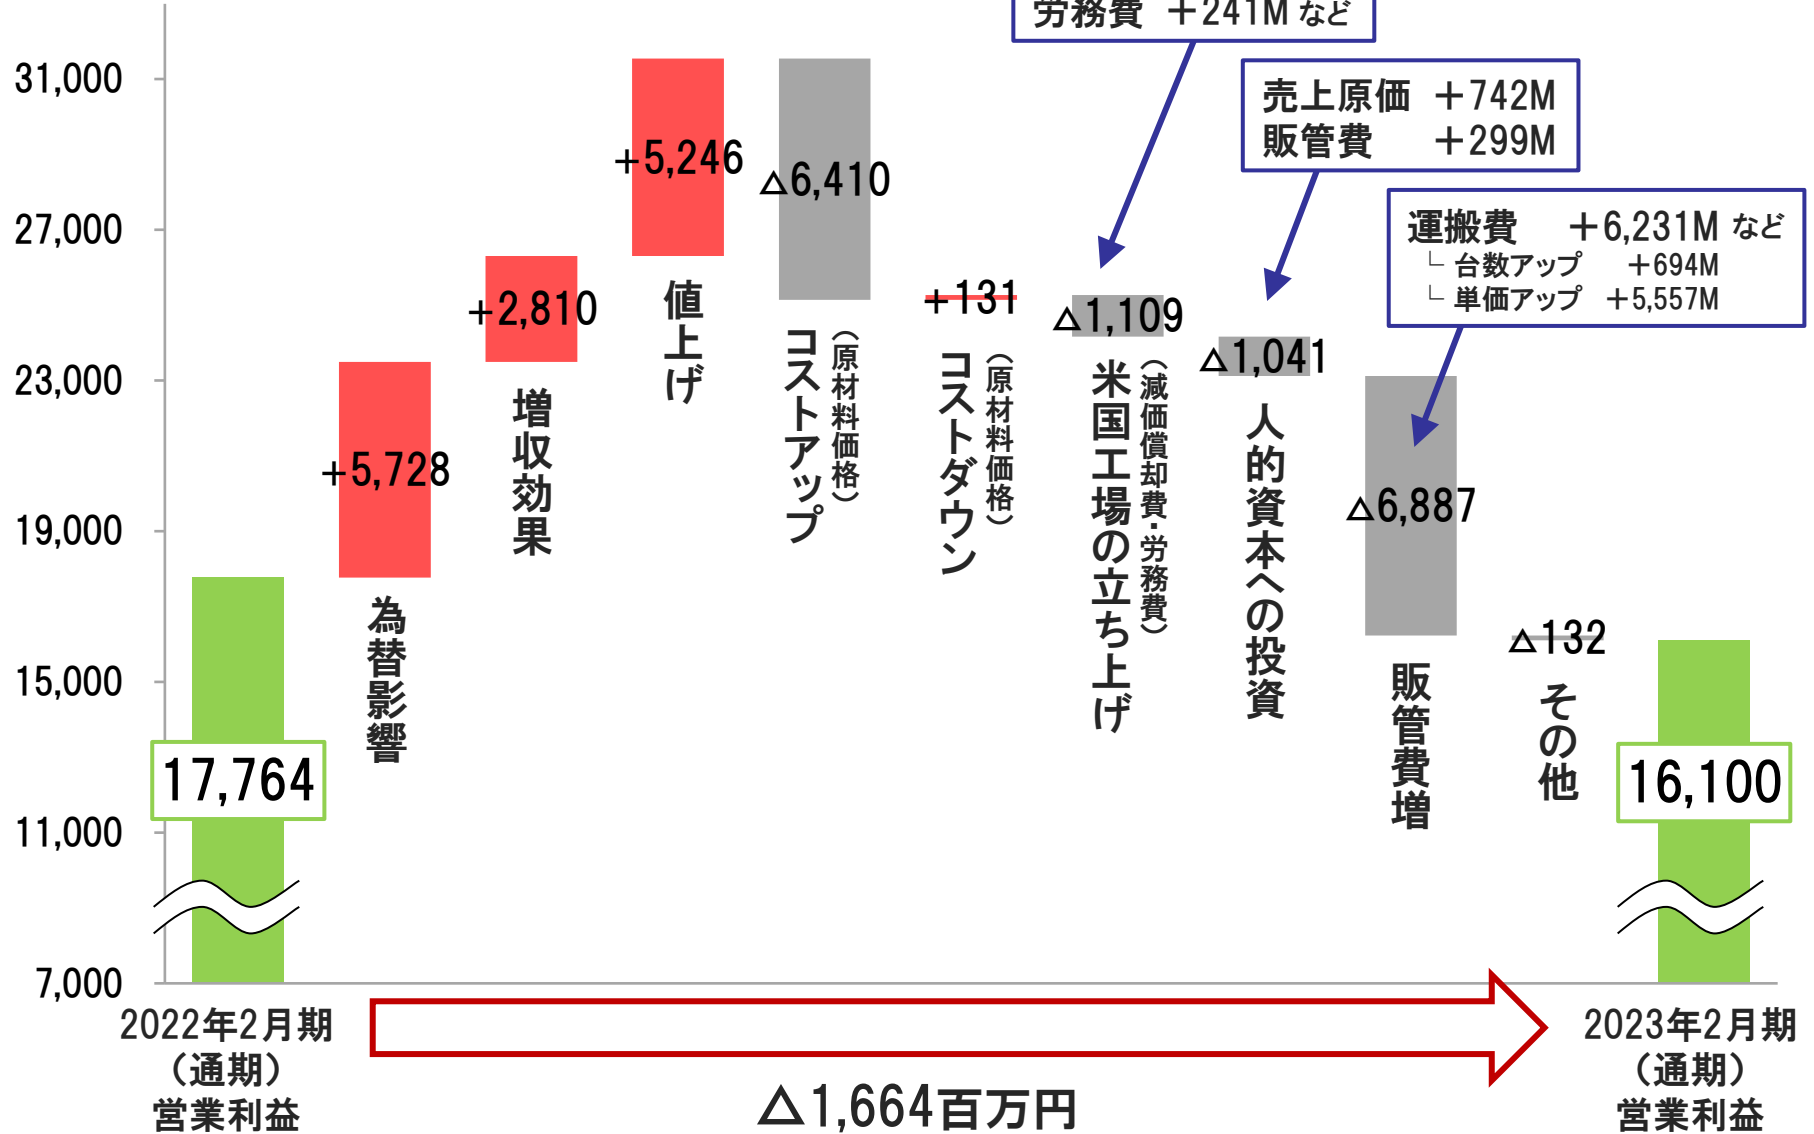 労務費 ＋241M など
売上原価 ＋742M
販管費 ＋299M
運搬費 ＋6,231M など
└ 台数アップ ＋694M
└ 単価アップ ＋5,557M
31,000
27,000
23,000
19,000
15,000
11,000
7,000
17,764
+5,728
為替影響
+2,810
増収効果
+5,246
値上げ
△6,410
コストアップ
（原材料価格）
+131
コストダウン
（原材料価格）
△1,109
米国工場の立ち上げ
（減価償却費・労務費）
△1,041
人的資本への投資
△6,887
販管費増
△132
その他
16,100
2022年2月期
（通期）
営業利益
△1,664百万円
2023年2月期
（通期）
営業利益